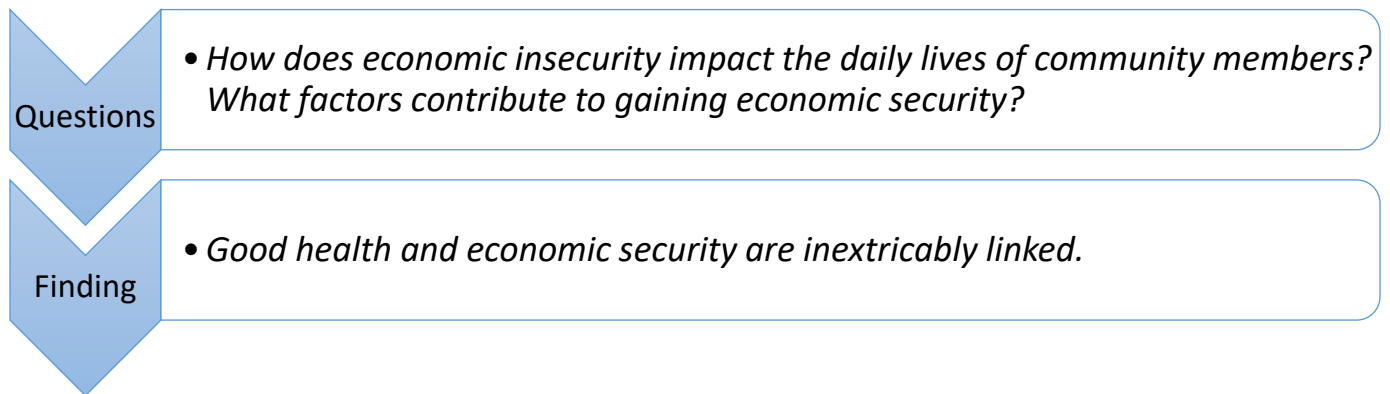 Questions
• How does economic insecurity impact the daily lives of community members?
What factors contribute to gaining economic security?
Finding
• Good health and economic security are inextricably linked.